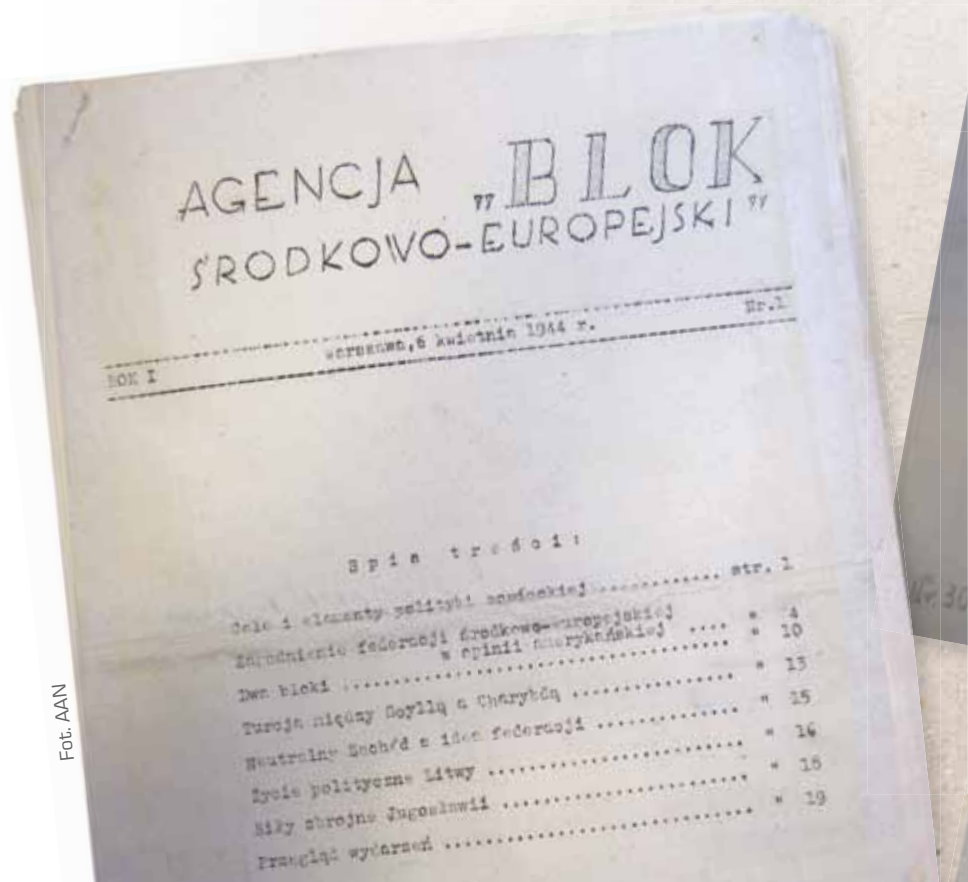 AGENCJA „BLOK
ŚRODKOWO-EUROPEJSKI”
ROK I Warszawa,6 kwietnia 1944 r. Nr.1
Spis treści:
Cele i elementy polityki sowieckiej ............ str. 1
Zagadnienie federacji środkowo-europejskiej
w opinii amerykańskiej .... " 4
Dwa bloki .............................. " 10
Turcja między Scyllą a Charybdą ............... " 13
Neutralny Zachód a idea federacji ............. " 15
Życie polityczne Litwy ........................ " 16
Siły zbrojne Jugosławii ....................... " 18
Przegląd wydarzeń ............................. " 19
Fot. AAN